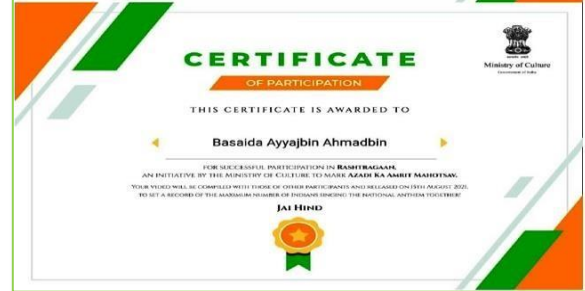 CERTIFICATE
OF PARTICIPATION
Ministry of Culture
Government of India
THIS CERTIFICATE IS AWARDED TO
Basaida Ayyajbin Ahmadbin
FOR SUCCESSFUL PARTICIPATION IN RASHTRAGAAN,
AN INITIATIVE BY THE MINISTRY OF CULTURE TO MARK AZADI KA AMRIT MAHOTSAV.
YOUR VIDEO WILL BE COMPILED WITH THOSE OF OTHER PARTICIPANTS AND RELEASED ON 15TH AUGUST 2021,
TO SET A RECORD OF THE MAXIMUM NUMBER OF INDIANS SINGING THE NATIONAL ANTHEM TOGETHER!
JAI HIND